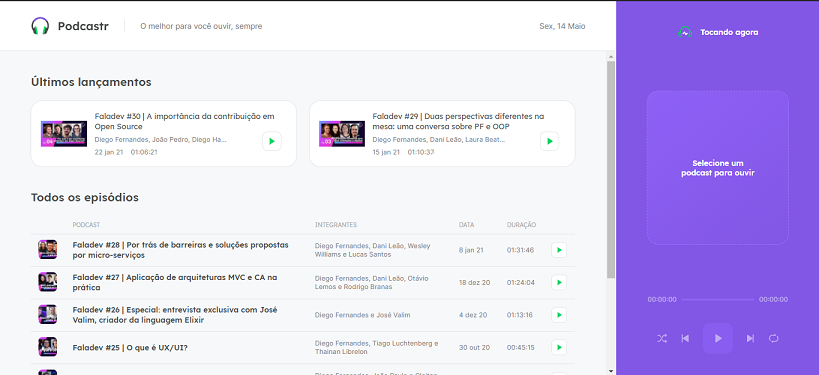 Podcastr
O melhor para você ouvir, sempre
Sex, 14 Maio
Tocando agora
Últimos lançamentos
Faladev #30 | A importância da contribuição em
Open Source
Diego Fernandes, João Pedro, Diego Ha...
22 jan 21 01:06:21
Faladev #29 | Duas perspectivas diferentes na
mesa: uma conversa sobre PF e OOP
Diego Fernandes, Dani Leão, Laura Beat...
15 jan 21 01:10:37
Selecione um
podcast para ouvir
Todos os episódios
PODCAST INTEGRANTES DATA DURAÇÃO
Faladev #28 | Por trás de barreiras e soluções propostas
por micro-serviços
Diego Fernandes, Dani Leão, Wesley
Willians e Lucas Santos
8 jan 21
01:31:46
Faladev #27 | Aplicação de arquiteturas MVC e CA na
prática
Diego Fernandes, Dani Leão, Otávio
Lemos e Rodrigo Branas
18 dez 20
01:24:04
Faladev #26 | Especial: entrevista exclusiva com José
Valim, criador da linguagem Elixir
Diego Fernandes e José Valim
4 dez 20
01:13:16
Faladev #25 | O que é UX/UI?
Diego Fernandes, Tiago Luchtenberg e
Thainan Librelon
30 out 20
00:45:15
00:00:00
00:00:00